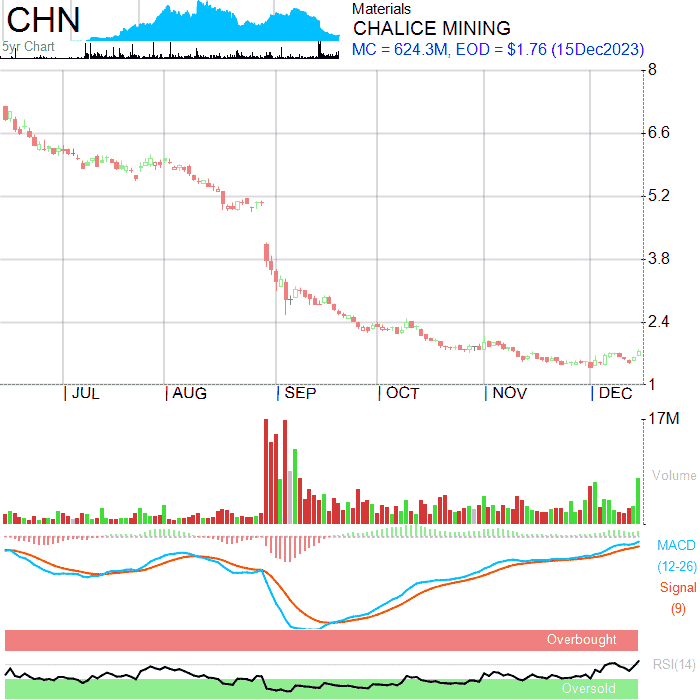 CHN
5yr Chart
Materials
CHALICE MINING
MC = 624.3M, EOD = $1.76 (15Dec2023)
8
6.6
5.2
3.8
2.4
1
JUL AUG SEP OCT NOV DEC
17M
Volume
MACD
(12-26)
Signal
(9)
Overbought
RSI(14)
Oversold